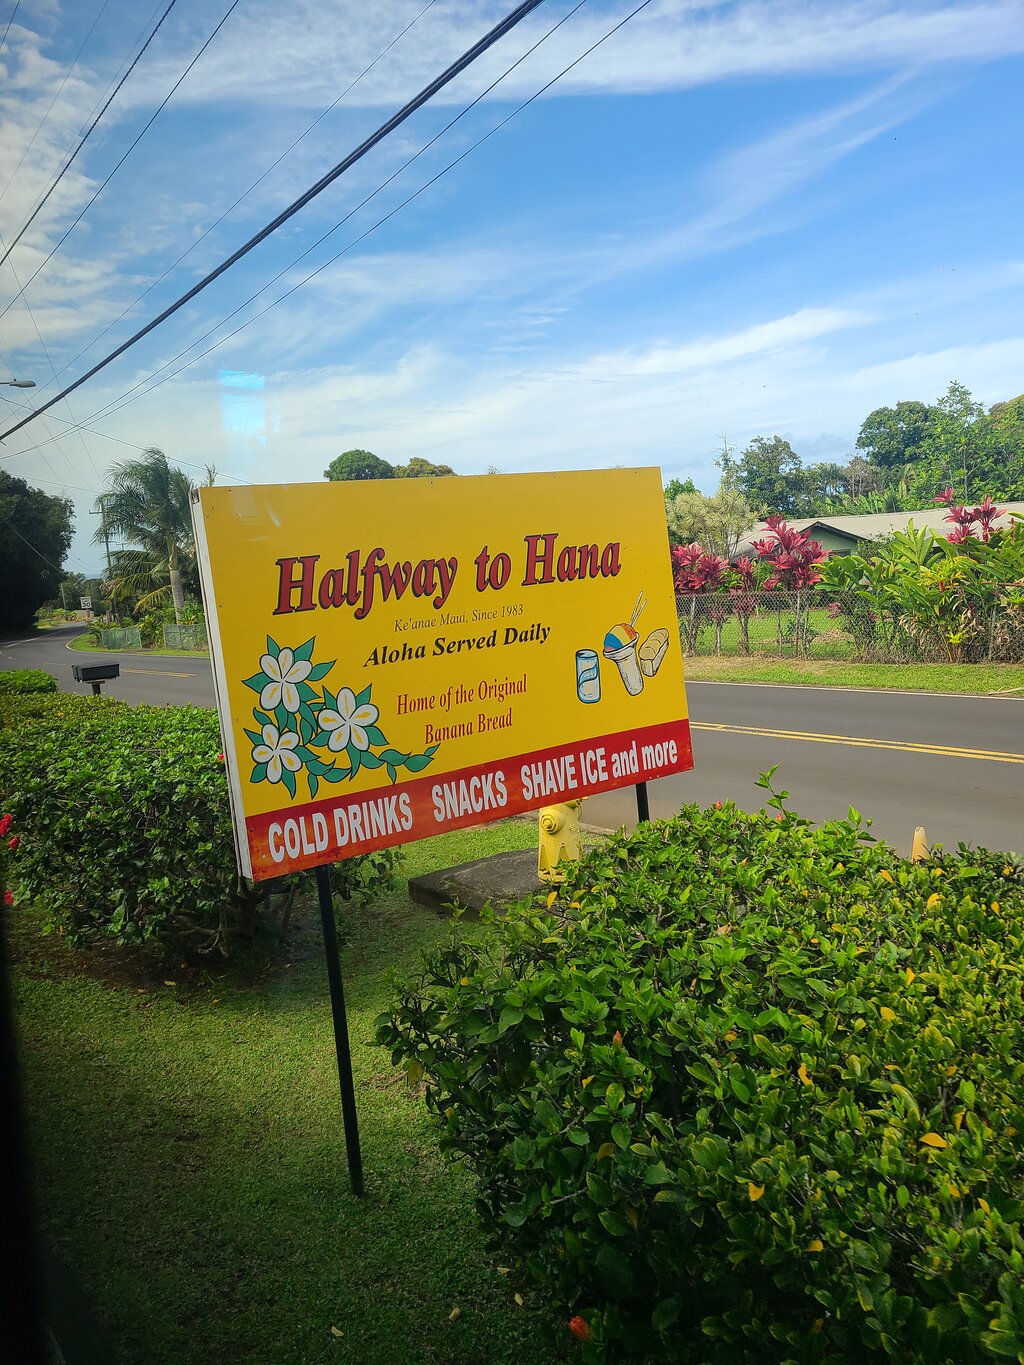 Halfway to Hana
Ke'anae Maui, Since 1983
Aloha Served Daily
Home of the Original
Banana Bread
COLD DRINKS SNACKS SHAVE ICE and more